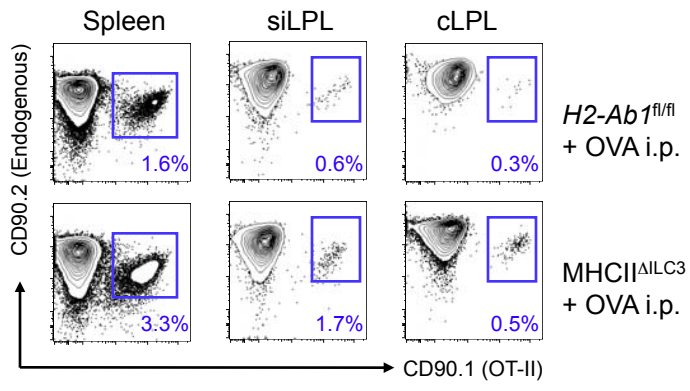 Spleen siLPL cLPL
CD90.2 (Endogenous)
1.6% 0.6% 0.3%
H2-Ab1fl/fl
+ OVA i.p.
3.3% 1.7% 0.5%
MHCIIΔILC3
+ OVA i.p.
CD90.1 (OT-II)